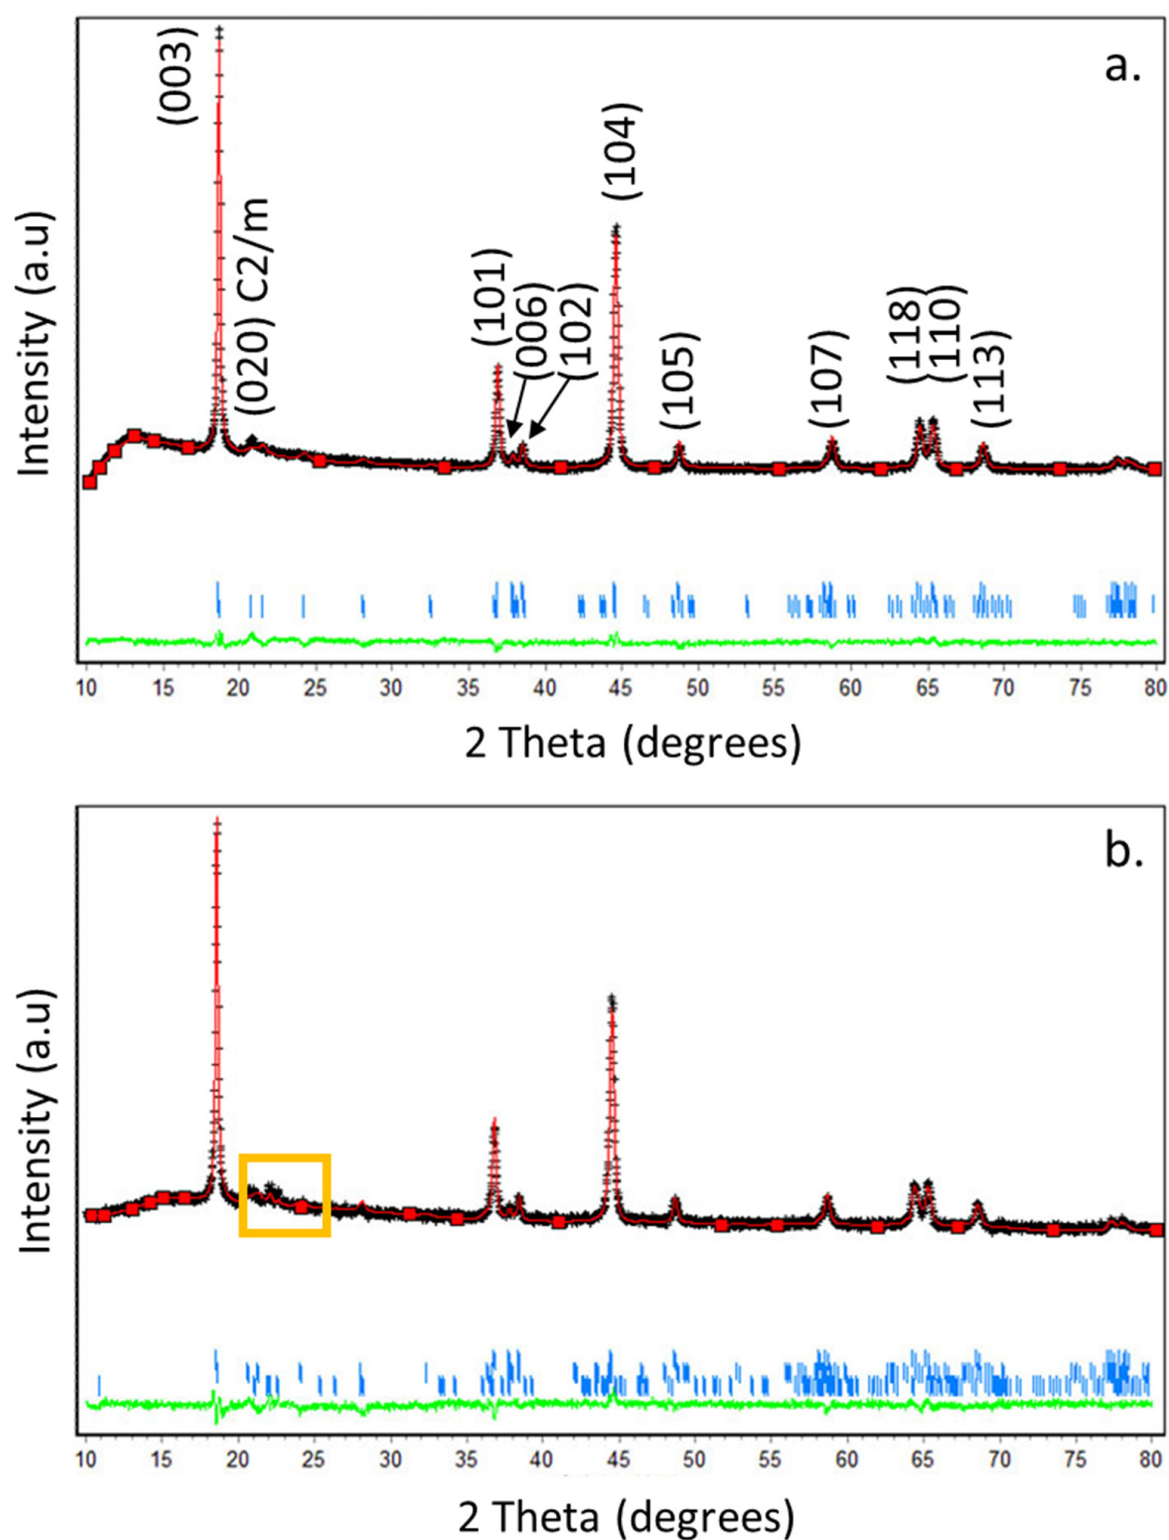 a.
(003)
(020) C2/m
(101)
(006)
(102)
(104)
(105)
(107)
(118)
(110)
(113)
Intensity (a.u)
10 15 20 25 30 35 40 45 50 55 60 65 70 75 80
2 Theta (degrees)
b.
Intensity (a.u)
10 15 20 25 30 35 40 45 50 55 60 65 70 75 80
2 Theta (degrees)